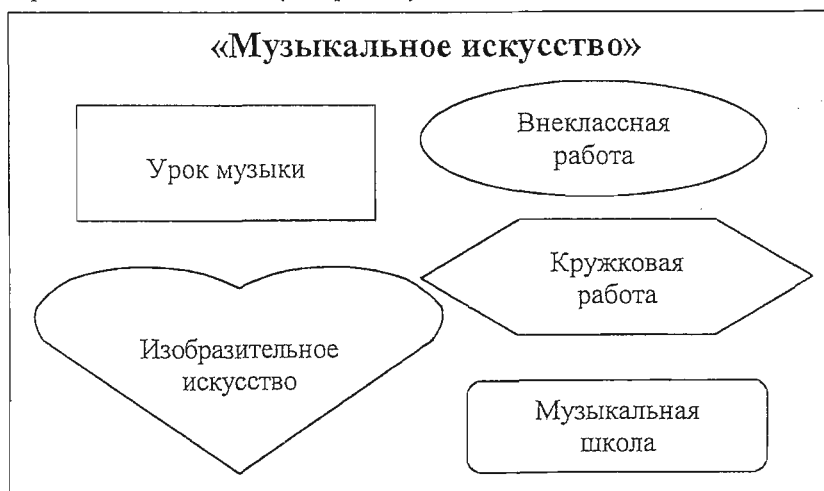 «Музыкальное искусство»
Урок музыки
Внеклассная
работа
Кружковая
работа
Изобразительное
искусство
Музыкальная
школа